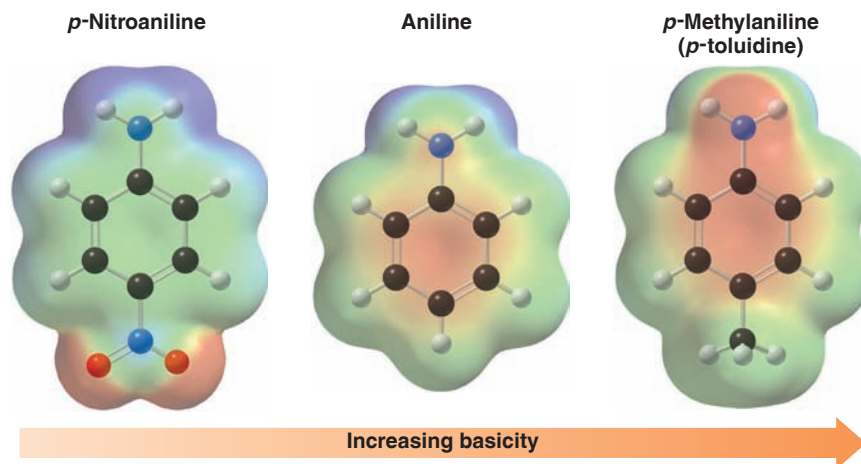 p-Nitroaniline
Aniline
p-Methylaniline
(p-toluidine)
Increasing basicity